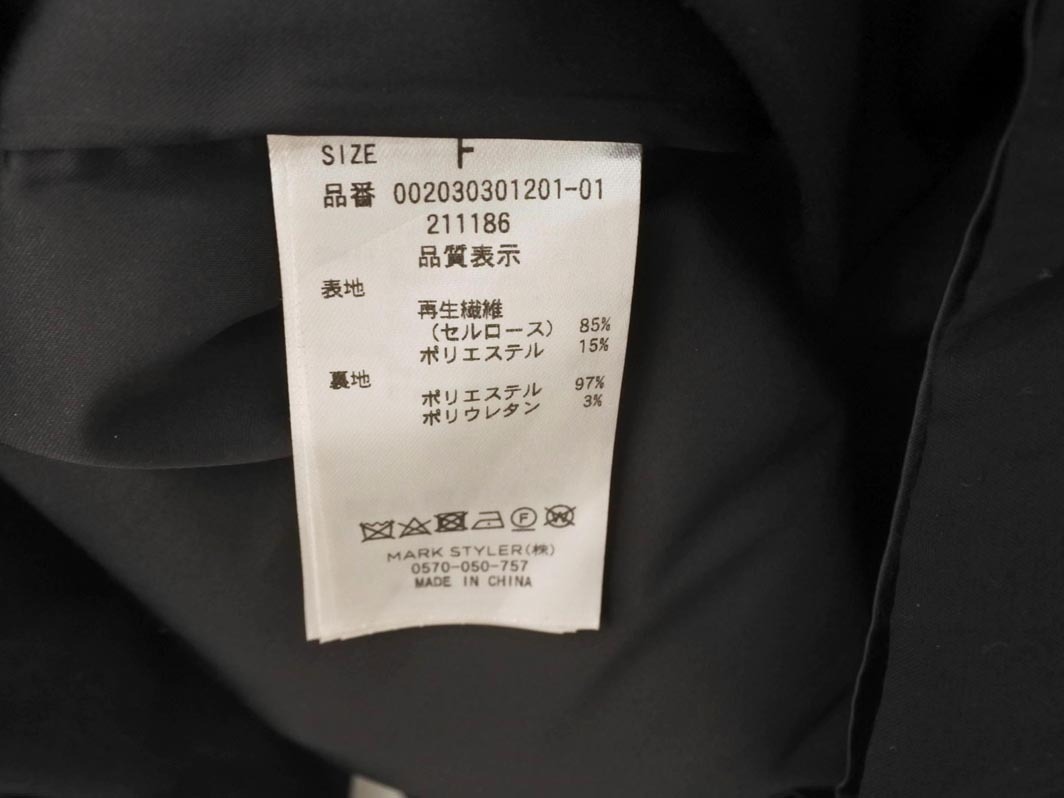 SIZE F
品番 002030301201-01
211186
品質表示
表地
再生繊維
(セルロース) 85%
ポリエステル 15%
裏地
ポリエステル 97%
ポリウレタン 3%
F W
MARK STYLER(株)
0570-050-757
MADE IN CHINA